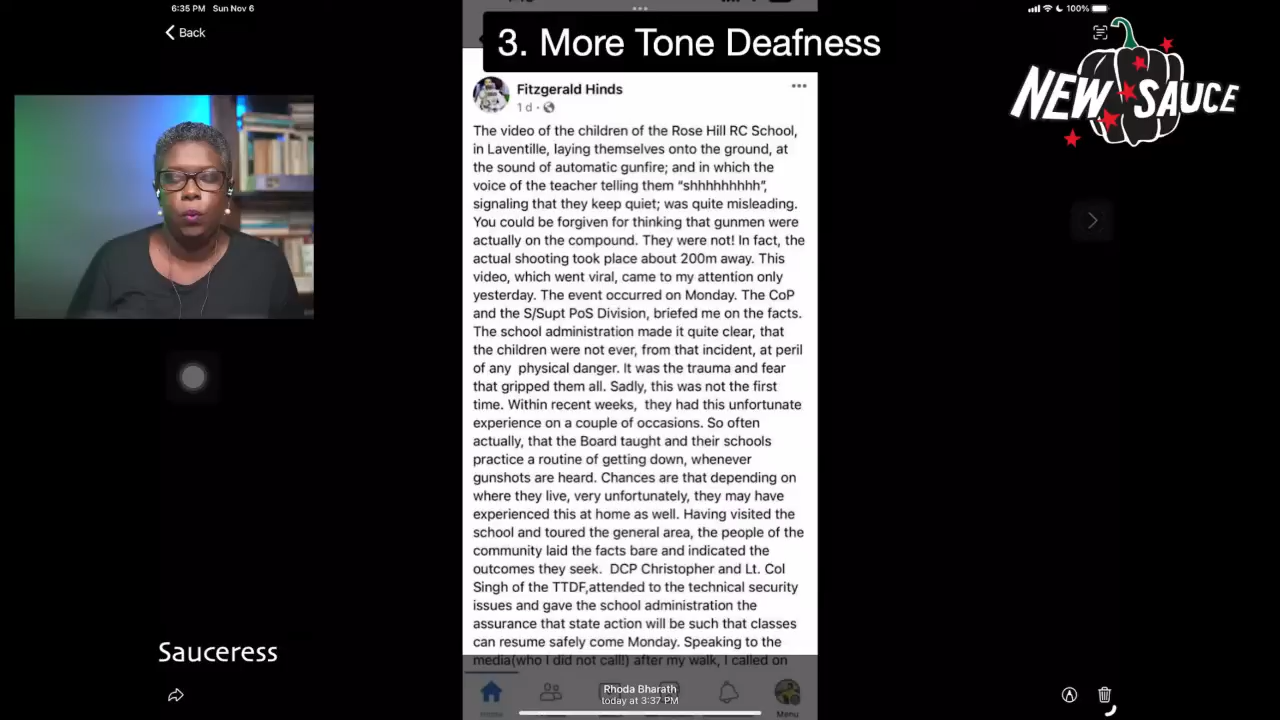 6:35 PM Sun Nov 6
100%
Back
3. More Tone Deafness
NEW SAUCE
Fitzgerald Hinds
1 d ·
The video of the children of the Rose Hill RC School,
in Laventille, laying themselves onto the ground, at
the sound of automatic gunfire; and in which the
voice of the teacher telling them “shhhhhhhhh”,
signaling that they keep quiet; was quite misleading.
You could be forgiven for thinking that gunmen were
actually on the compound. They were not! In fact, the
actual shooting took place about 200m away. This
video, which went viral, came to my attention only
yesterday. The event occurred on Monday. The CoP
and the S/Supt PoS Division, briefed me on the facts.
The school administration made it quite clear, that
the children were not ever, from that incident, at peril
of any physical danger. It was the trauma and fear
that gripped them all. Sadly, this was not the first
time. Within recent weeks, they had this unfortunate
experience on a couple of occasions. So often
actually, that the Board taught and their schools
practice a routine of getting down, whenever
gunshots are heard. Chances are that depending on
where they live, very unfortunately, they may have
experienced this at home as well. Having visited the
school and toured the general area, the people of the
community laid the facts bare and indicated the
outcomes they seek. DCP Christopher and Lt. Col
Singh of the TTDF,attended to the technical security
issues and gave the school administration the
assurance that state action will be such that classes
can resume safely come Monday. Speaking to the
media(who I did not call!) after my walk, I called on
Home
Menu
Rhoda Bharath
today at 3:37 PM
Sauceress